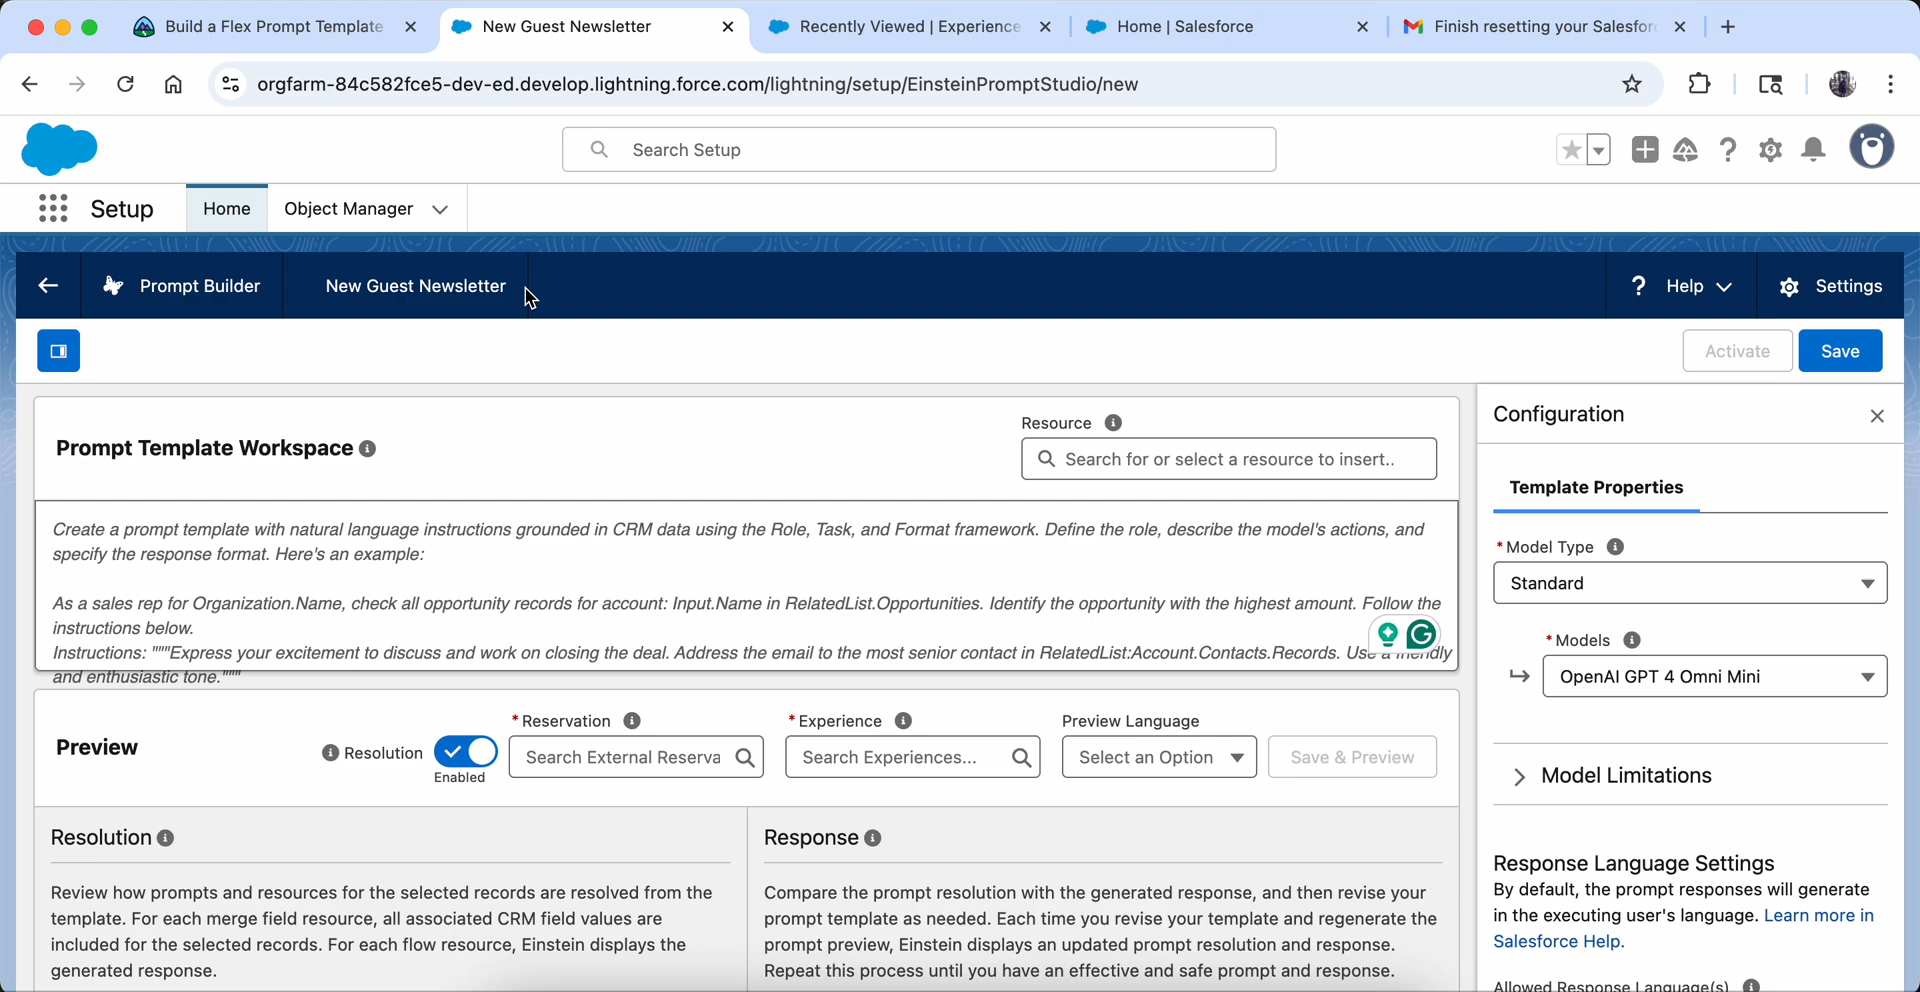 Build a Flex Prompt Template
New Guest Newsletter
Recently Viewed | Experience
Home | Salesforce
Finish resetting your Salesfor
orgfarm-84c582fce5-dev-ed.develop.lightning.force.com/lightning/setup/EinsteinPromptStudio/new
Search Setup
Setup
Home
Object Manager
Prompt Builder
New Guest Newsletter
Help
Settings
Activate
Save
Prompt Template Workspace
Resource
Search for or select a resource to insert..
Create a prompt template with natural language instructions grounded in CRM data using the Role, Task, and Format framework. Define the role, describe the model's actions, and
specify the response format. Here's an example:
As a sales rep for Organization.Name, check all opportunity records for account: Input.Name in RelatedList.Opportunities. Identify the opportunity with the highest amount. Follow the
instructions below.
Instructions: """Express your excitement to discuss and work on closing the deal. Address the email to the most senior contact in RelatedList:Account.Contacts.Records. Use a friendly
and enthusiastic tone."""
Preview
Resolution
Enabled
*Reservation
Search External Reserva
*Experience
Search Experiences...
Preview Language
Select an Option
Save & Preview
Resolution
Review how prompts and resources for the selected records are resolved from the
template. For each merge field resource, all associated CRM field values are
included for the selected records. For each flow resource, Einstein displays the
generated response.
Response
Compare the prompt resolution with the generated response, and then revise your
prompt template as needed. Each time you revise your template and regenerate the
prompt preview, Einstein displays an updated prompt resolution and response.
Repeat this process until you have an effective and safe prompt and response.
Configuration
Template Properties
*Model Type
Standard
*Models
OpenAI GPT 4 Omni Mini
Model Limitations
Response Language Settings
By default, the prompt responses will generate
in the executing user's language. Learn more in
Salesforce Help.
Allowed Response Language(s)